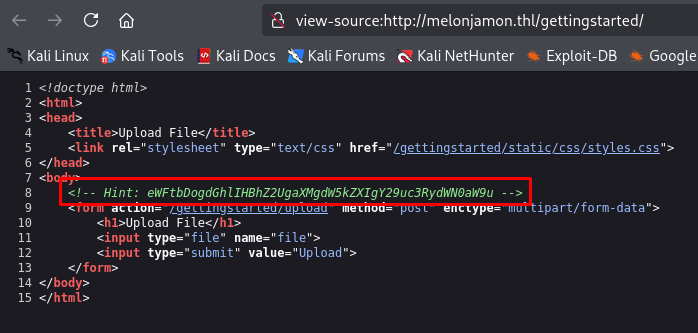 view-source:http://melonjamon.thl/gettingstarted/
Kali Linux Kali Tools Kali Docs Kali Forums Kali NetHunter Exploit-DB Google
1 <!doctype html>
2 <html>
3 <head>
4 <title>Upload File</title>
5 <link rel="stylesheet" type="text/css" href="/gettingstarted/static/css/styles.css">
6 </head>
7 <body>
8 <!-- Hint: eWFtbDogdGhlIHBhZ2UgaXMgdW5kZXIgY29uc3RydWN0aW9u -->
9 <form action="/gettingstarted/upload" method="post" enctype="multipart/form-data">
10 <h1>Upload File</h1>
11 <input type="file" name="file">
12 <input type="submit" value="Upload">
13 </form>
14 </body>
15 </html>